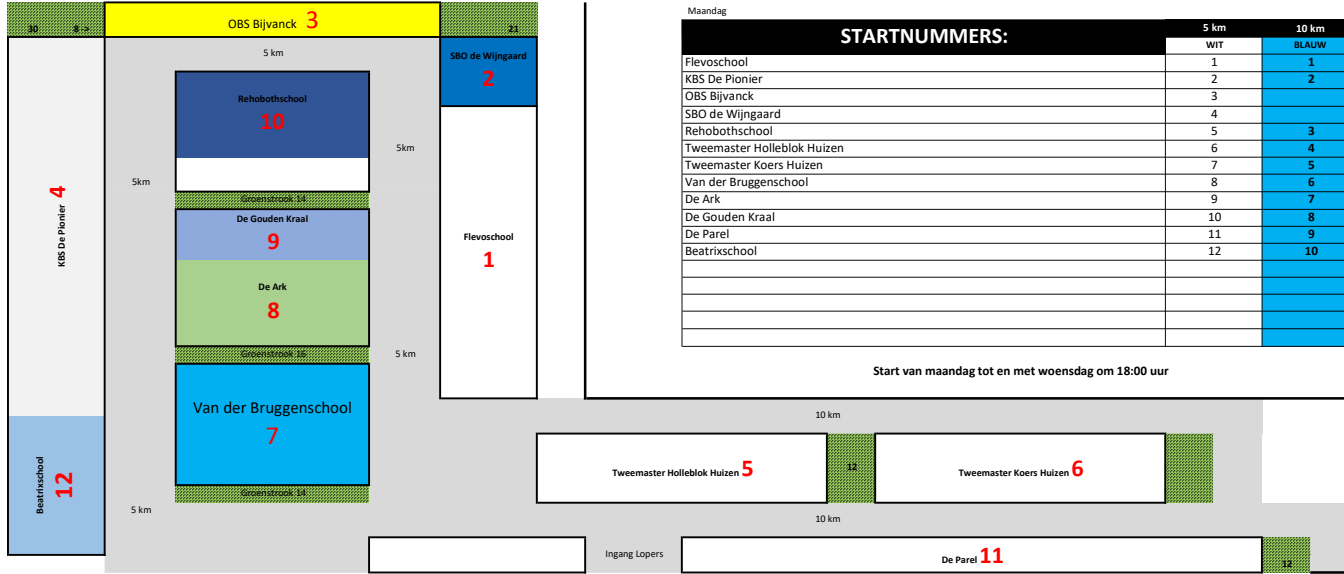 30 8 ->
OBS Bijvanck 3
21
5 km
SBO de Wijngaard
2
Rehobothschool
10
5km
5km
KBS De Pionier 4
Groenstrook 14
De Gouden Kraal
9
Flevoschool
1
De Ark
8
Groenstrook 16
5 km
Van der Bruggenschool
7
Groenstrook 14
Beatrixschool 12
5 km
Maandag
STARTNUMMERS: 5 km 10 km
WIT BLAUW
Flevoschool 1 1
KBS De Pionier 2 2
OBS Bijvanck 3
SBO de Wijngaard 4
Rehobothschool 5 3
Tweemaster Holleblok Huizen 6 4
Tweemaster Koers Huizen 7 5
Van der Bruggenschool 8 6
De Ark 9 7
De Gouden Kraal 10 8
De Parel 11 9
Beatrixschool 12 10
Start van maandag tot en met woensdag om 18:00 uur
10 km
Tweemaster Holleblok Huizen 5
12
Tweemaster Koers Huizen 6
10 km
Ingang Lopers
De Parel 11
12